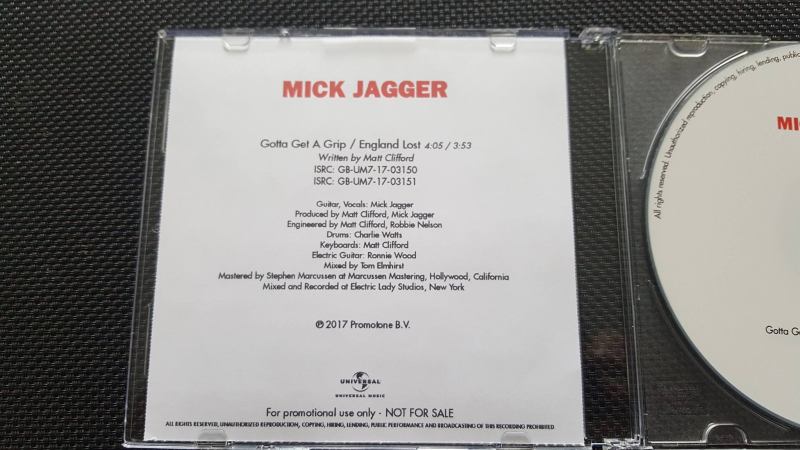 MICK JAGGER
Gotta Get A Grip / England Lost 4:05 / 3:53
Written by Matt Clifford
ISRC: GB-UM7-17-03150
ISRC: GB-UM7-17-03151
Guitar, Vocals: Mick Jagger
Produced by Matt Clifford, Mick Jagger
Engineered by Matt Clifford, Robbie Nelson
Drums: Charlie Watts
Keyboards: Matt Clifford
Electric Guitar: Ronnie Wood
Mixed by Tom Elmhirst
Mastered by Stephen Marcussen at Marcussen Mastering, Hollywood, California
Mixed and Recorded at Electric Lady Studios, New York
℗ 2017 Promotone B.V.
UNIVERSAL
UNIVERSAL MUSIC
For promotional use only - NOT FOR SALE
ALL RIGHTS RESERVED, UNAUTHORIZED REPRODUCTION, COPYING, HIRING, LENDING, PUBLIC PERFORMANCE AND BROADCASTING OF THIS RECORDING PROHIBITED
All rights reserved. Unauthorized reproduction, copying, hiring, lending, public
MI
Gotta G